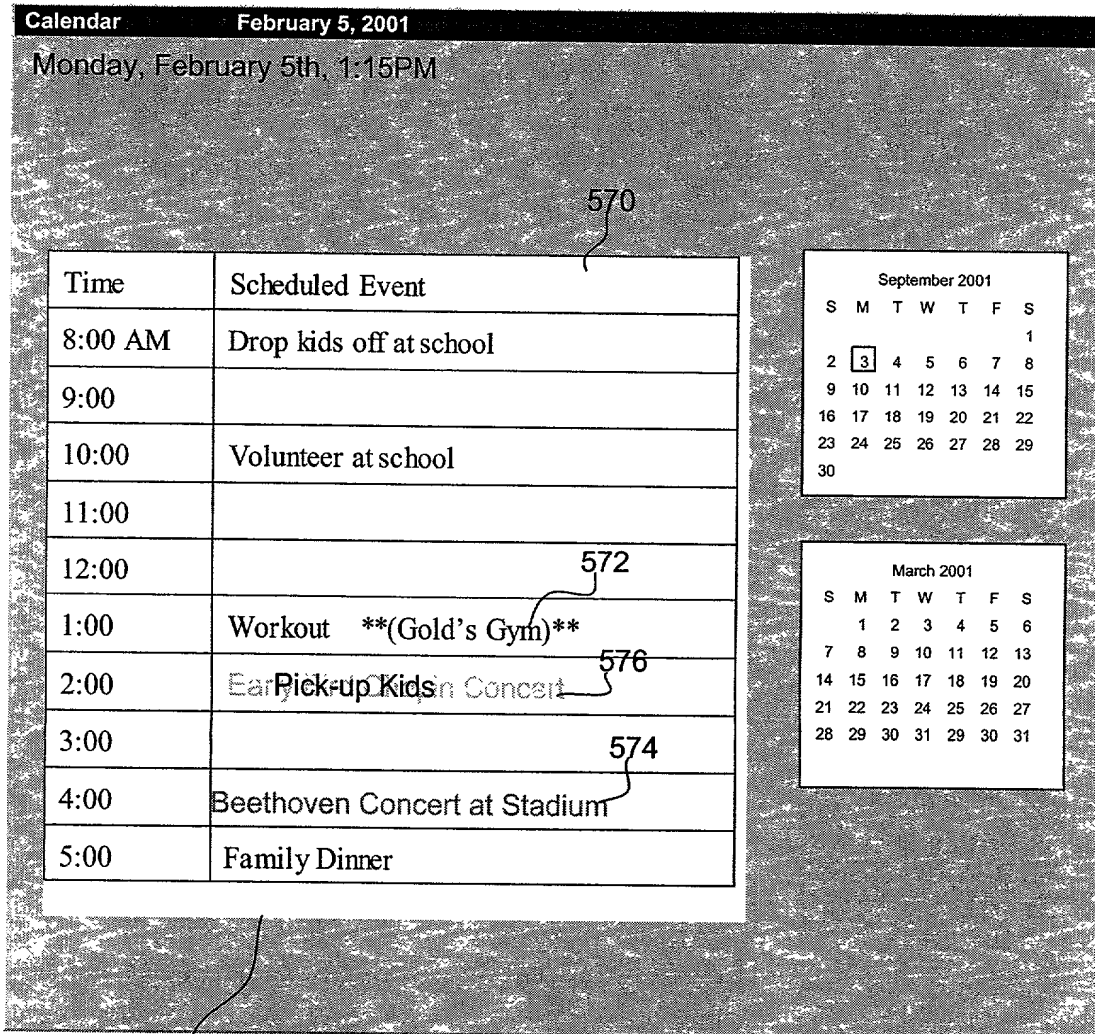 Calendar February 5, 2001
Monday, February 5th, 1:15PM
570
Time Scheduled Event
8:00 AM Drop kids off at school
9:00
10:00 Volunteer at school
11:00
12:00
572
1:00 Workout **(Gold's Gym)**
576
2:00 Early Pick-up Kids in Concert
3:00
574
4:00 Beethoven Concert at Stadium
5:00 Family Dinner
September 2001
S M T W T F S
1
2 3 4 5 6 7 8
9 10 11 12 13 14 15
16 17 18 19 20 21 22
23 24 25 26 27 28 29
30
March 2001
S M T W T F S
1 2 3 4 5 6
7 8 9 10 11 12 13
14 15 16 17 18 19 20
21 22 23 24 25 26 27
28 29 30 31 29 30 31